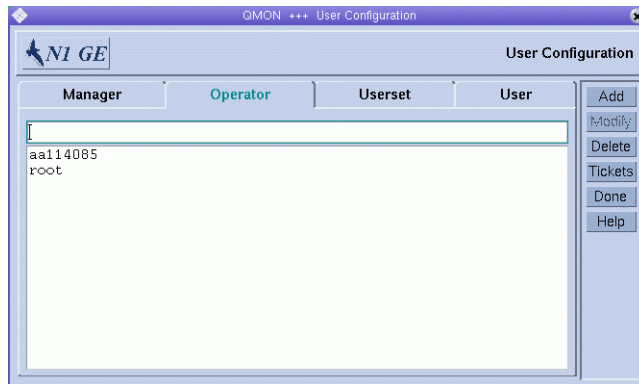 QMON +++ User Configuration
N1 GE
User Configuration
Manager Operator Userset User
aa114085
root
Add
Modify
Delete
Tickets
Done
Help